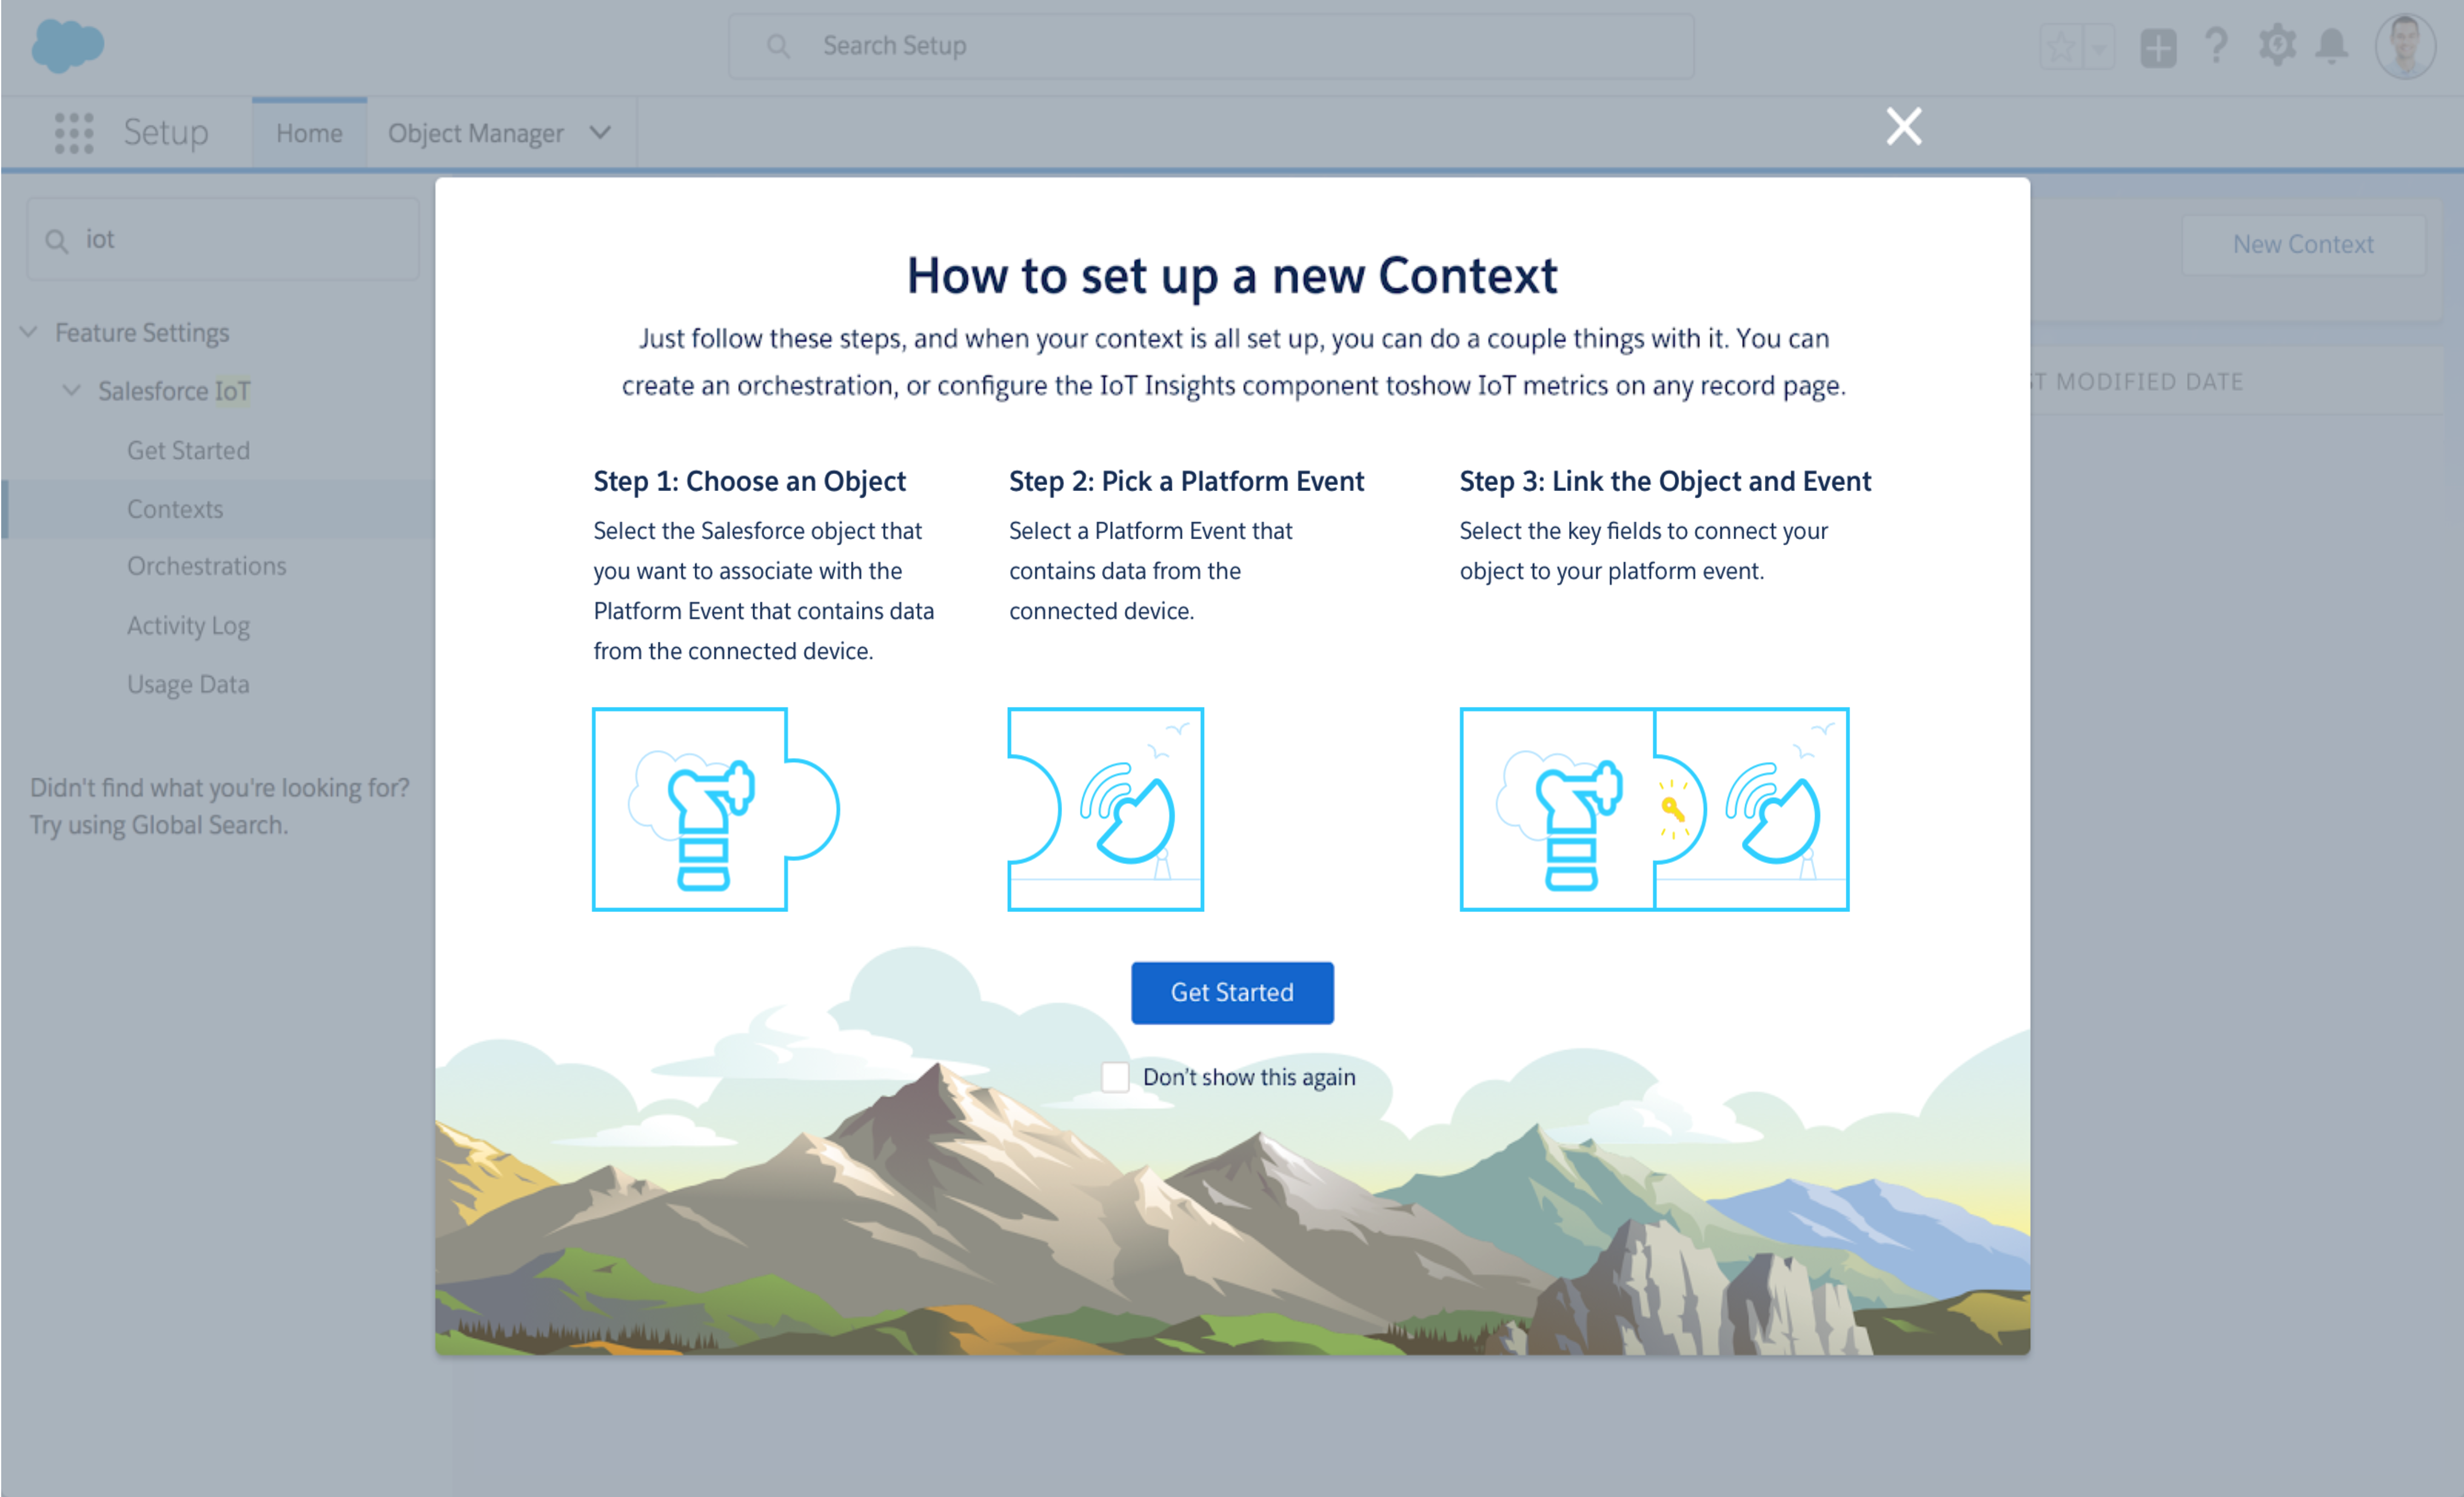 Search Setup
Setup
Home
Object Manager
iot
New Context
Feature Settings
Salesforce IoT
Get Started
Contexts
Orchestrations
Activity Log
Usage Data
Didn't find what you're looking for?
Try using Global Search.
ST MODIFIED DATE
How to set up a new Context
Just follow these steps, and when your context is all set up, you can do a couple things with it. You can
create an orchestration, or configure the IoT Insights component toshow IoT metrics on any record page.
Step 1: Choose an Object
Select the Salesforce object that
you want to associate with the
Platform Event that contains data
from the connected device.
Step 2: Pick a Platform Event
Select a Platform Event that
contains data from the
connected device.
Step 3: Link the Object and Event
Select the key fields to connect your
object to your platform event.
Get Started
Don't show this again